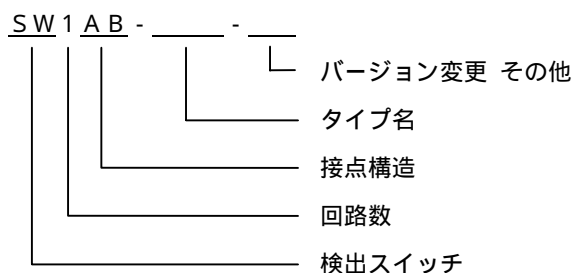 SW1AB- -
バージョン変更 その他
タイプ名
接点構造
回路数
検出スイッチ